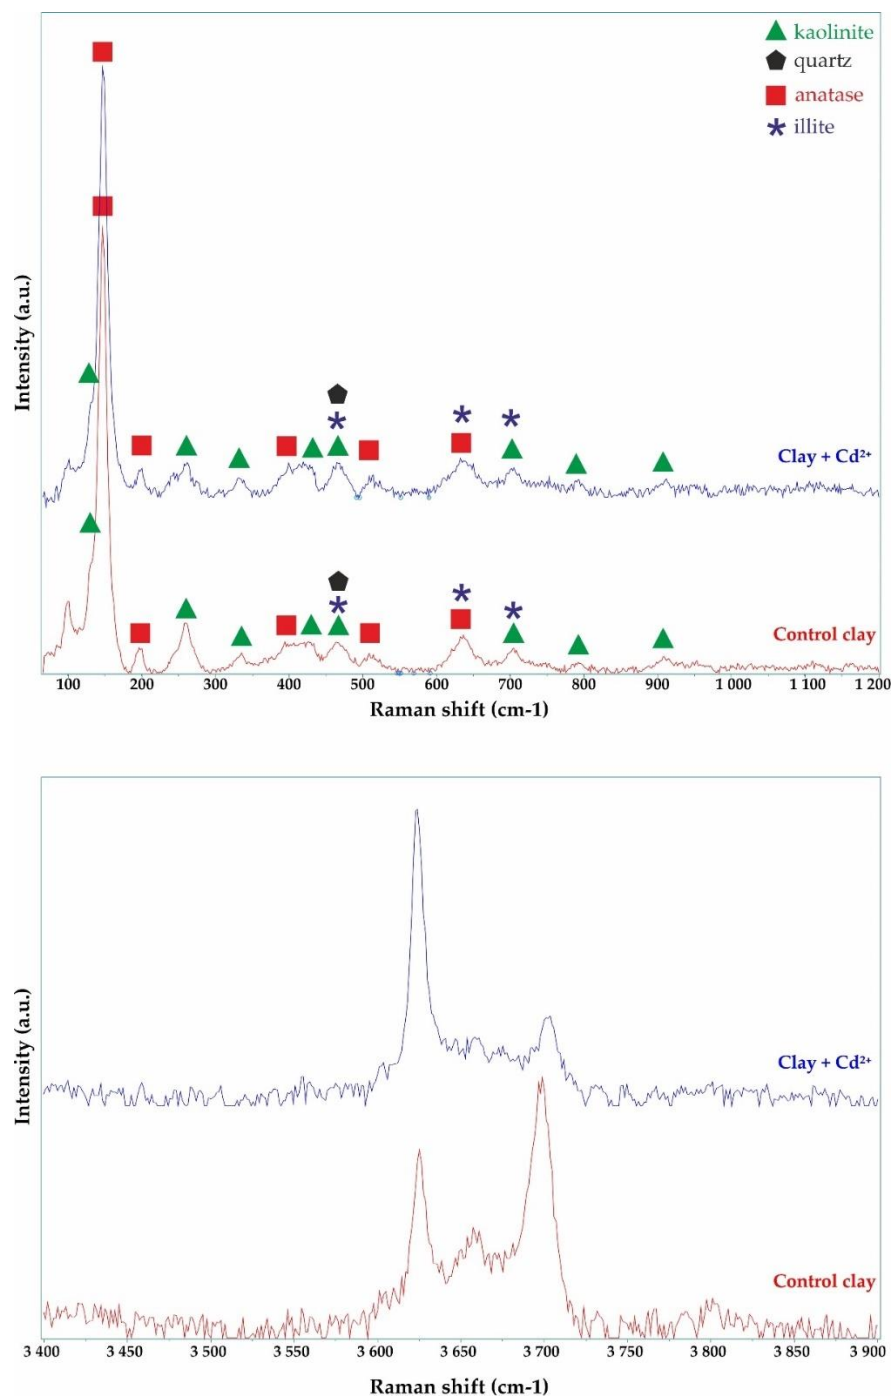 kaolinite
quartz
anatase
illite
Intensity (a.u.)
Clay + Cd²⁺
Control clay
100 200 300 400 500 600 700 800 900 1 000 1 100 1 200
Raman shift (cm-1)
Intensity (a.u.)
Clay + Cd²⁺
Control clay
3 400 3 450 3 500 3 550 3 600 3 650 3 700 3 750 3 800 3 850 3 900
Raman shift (cm-1)